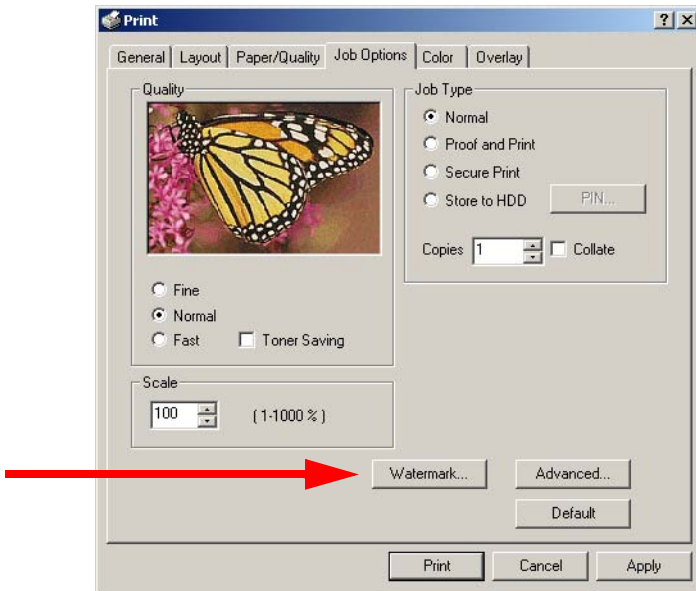 Print
General Layout Paper/Quality Job Options Color Overlay
Quality
Fine
Normal
Fast Toner Saving
Scale
100 (1-1000 %)
Job Type
Normal
Proof and Print
Secure Print
Store to HDD PIN...
Copies 1 Collate
Watermark... Advanced...
Default
Print Cancel Apply